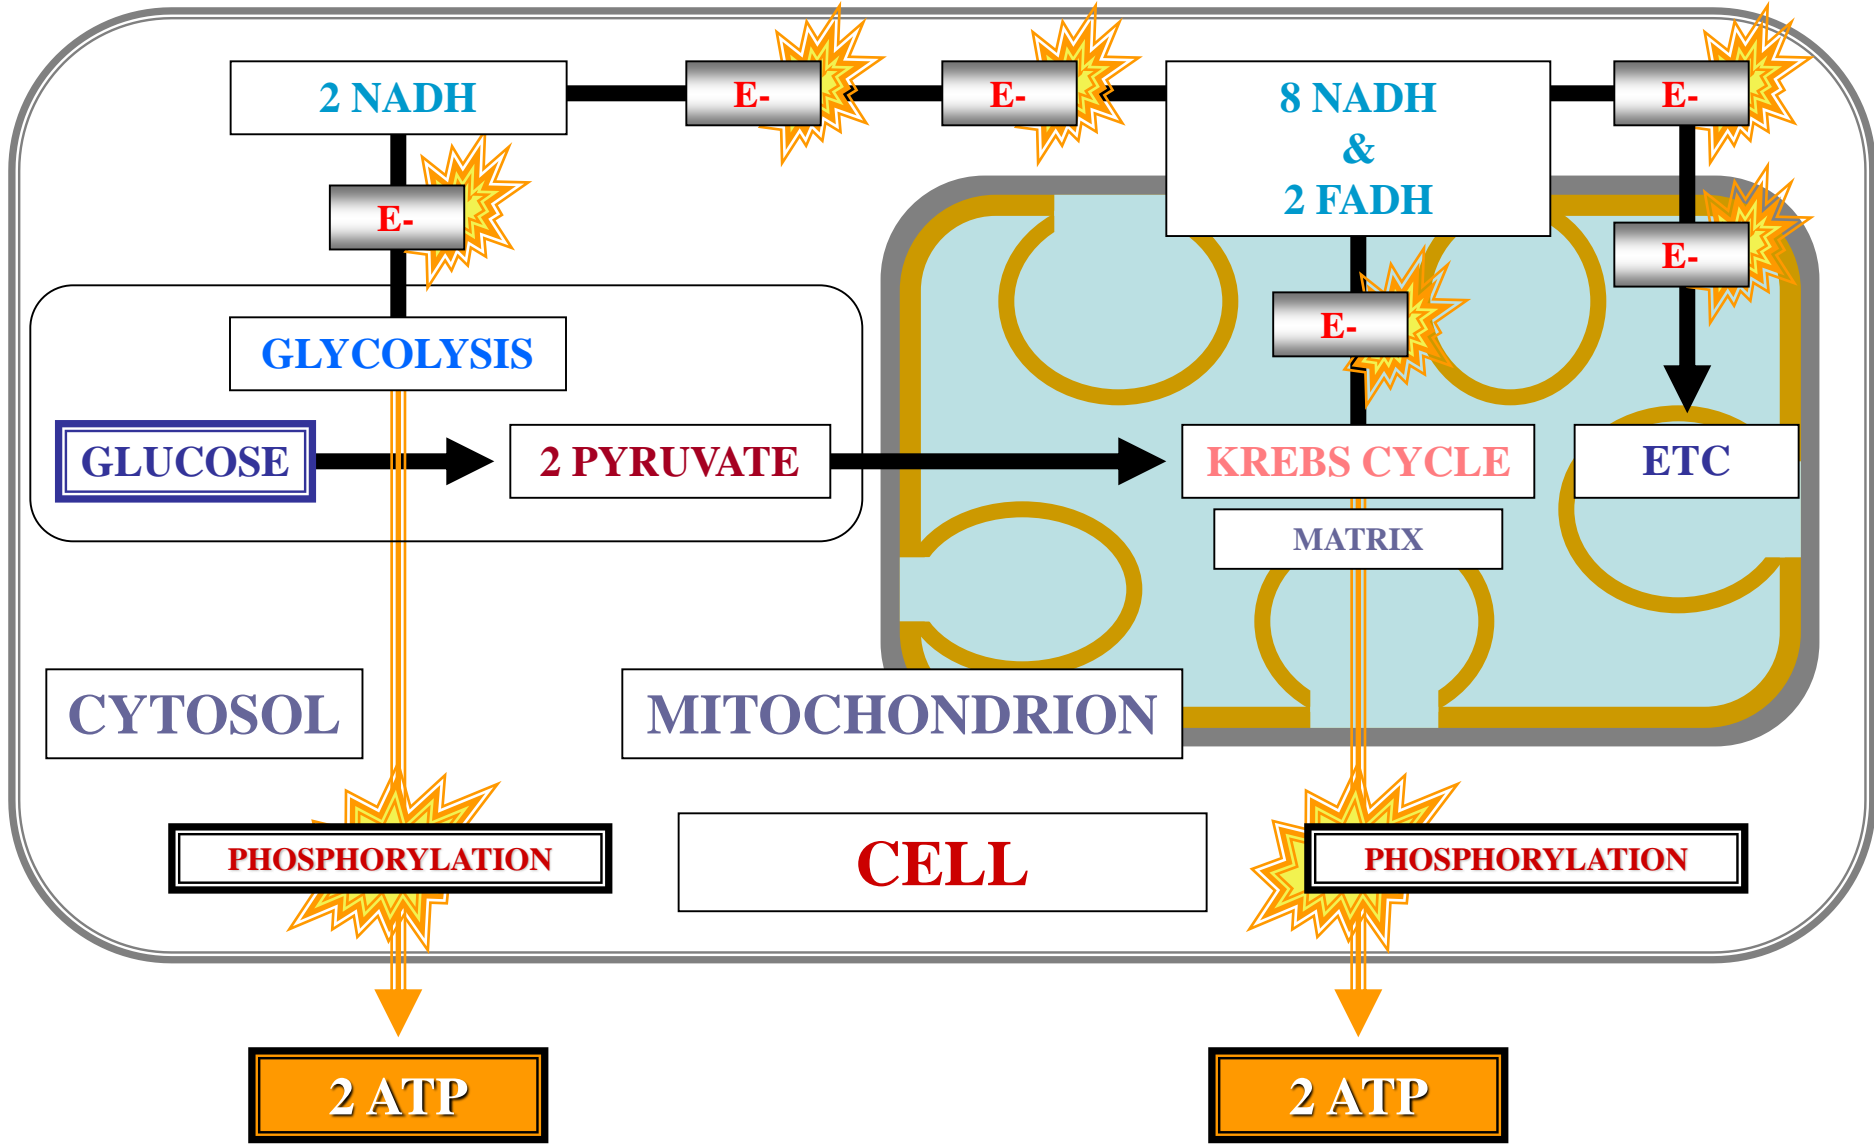 2 NADH
E-
E-
8 NADH
&
2 FADH
E-
E-
E-
E-
GLYCOLYSIS
GLUCOSE
2 PYRUVATE
KREBS CYCLE
ETC
MATRIX
CYTOSOL
MITOCHONDRION
PHOSPHORYLATION
CELL
PHOSPHORYLATION
2 ATP
2 ATP